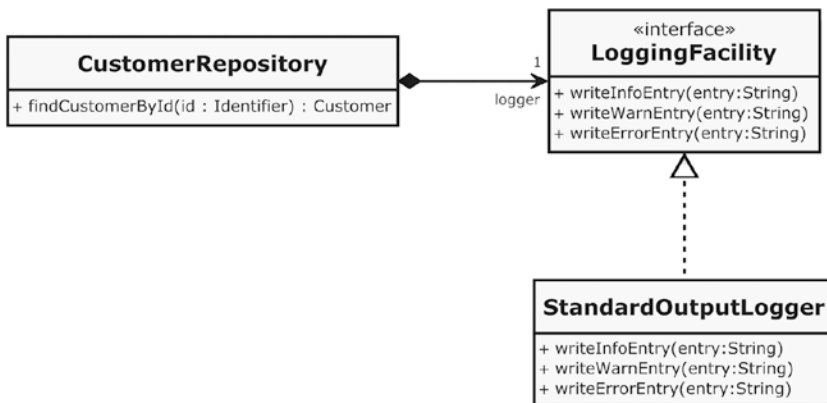 CustomerRepository
+ findCustomerById(id : Identifier) : Customer
1
logger
«interface»
LoggingFacility
+ writeInfoEntry(entry:String)
+ writeWarnEntry(entry:String)
+ writeErrorEntry(entry:String)
StandardOutputLogger
+ writeInfoEntry(entry:String)
+ writeWarnEntry(entry:String)
+ writeErrorEntry(entry:String)